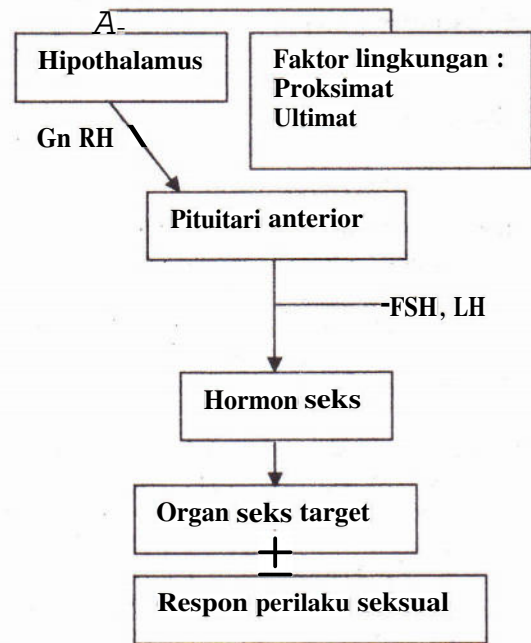 A-
Hipothalamus
Faktor lingkungan :
Proksimat
Ultimat
Gn RH
Pituitari anterior
-FSH, LH
Hormon seks
Organ seks target
Respon perilaku seksual